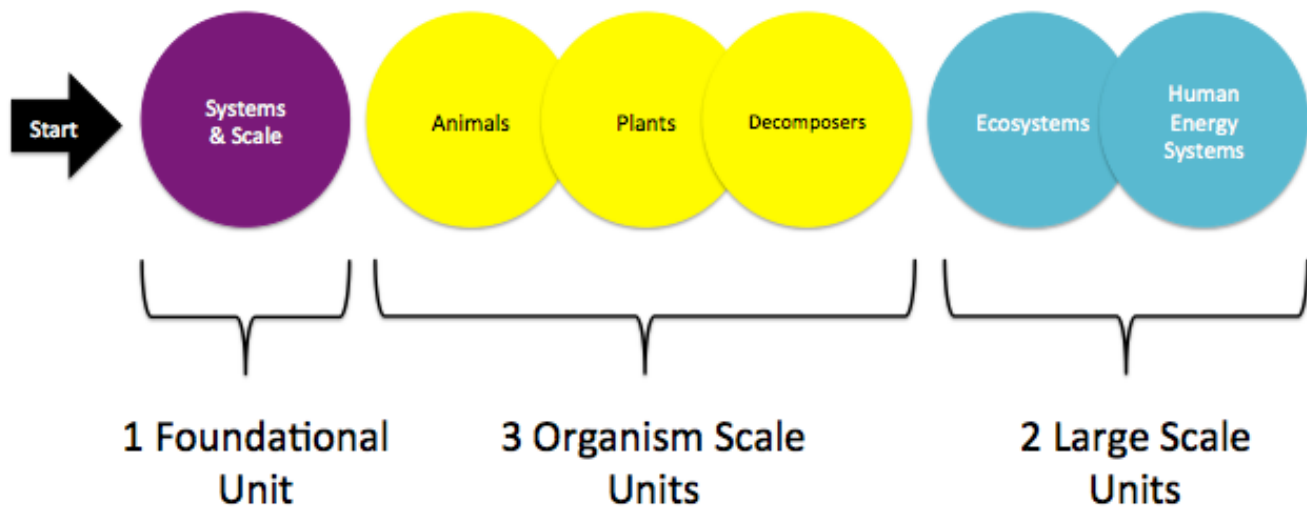 Start
Systems
& Scale
Animals
Plants
Decomposers
Ecosystems
Human
Energy
Systems
1 Foundational
Unit
3 Organism Scale
Units
2 Large Scale
Units